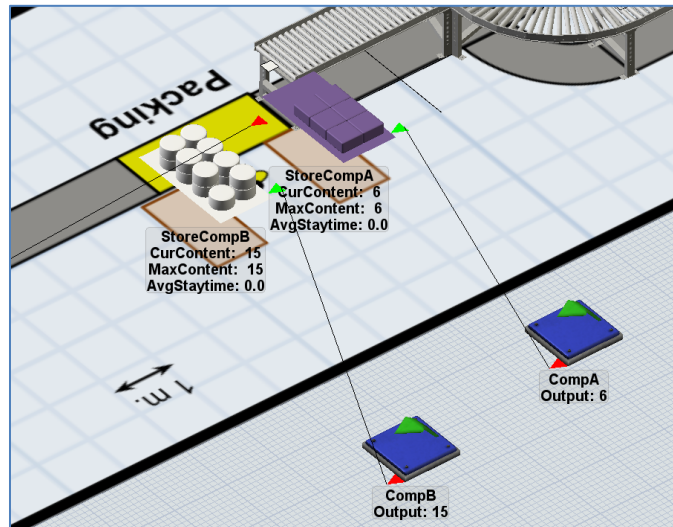 Packing
StoreCompA
CurContent: 6
MaxContent: 6
AvgStaytime: 0.0
StoreCompB
CurContent: 15
MaxContent: 15
AvgStaytime: 0.0
1 m.
CompA
Output: 6
CompB
Output: 15